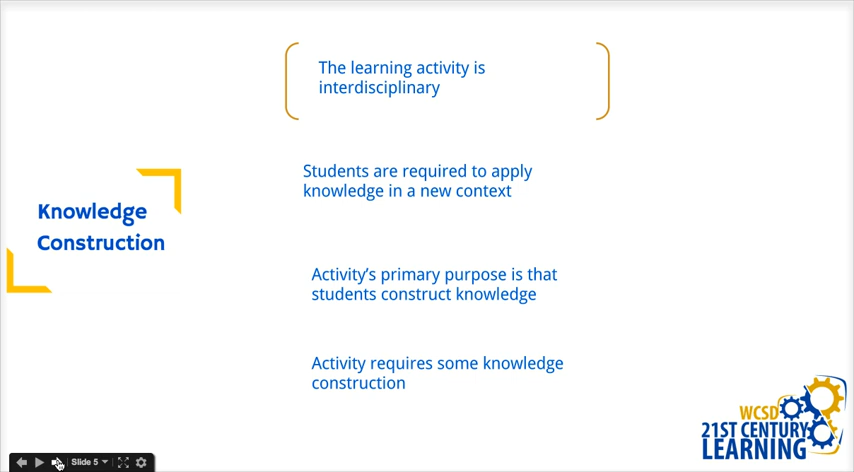 The learning activity is
interdisciplinary
Students are required to apply
knowledge in a new context
Knowledge
Construction
Activity's primary purpose is that
students construct knowledge
Activity requires some knowledge
construction
WCSD
21ST CENTURY
LEARNING
Slide 5